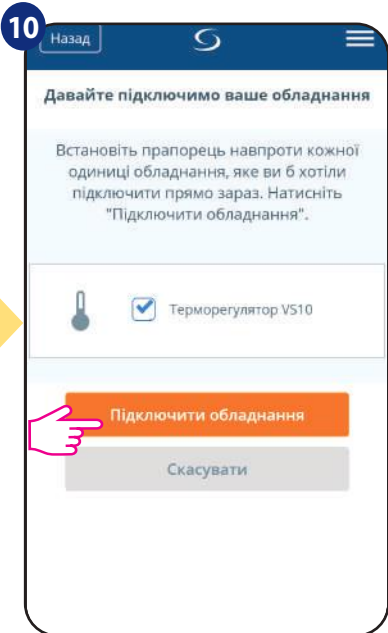 10
Назад
Давайте підключимо ваше обладнання
Встановіть прапорець навпроти кожної
одиниці обладнання, яке ви б хотіли
підключити прямо зараз. Натисніть
"Підключити обладнання".
Терморегулятор VS10
Підключити обладнання
Скасувати